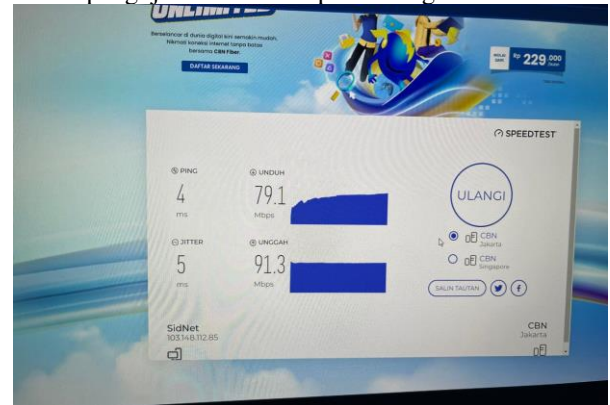 UNLIMITED
Berselancar di dunia digital kini semakin mudah.
Nikmati koneksi internet tanpa batas
bersama CBN Fiber.
DAFTAR SEKARANG
MULAI
Rp 229.000
SPEEDTEST
PING
4
ms
UNDUH
79.1
Mbps
JITTER
5
ms
UNGGAH
91.3
Mbps
ULANGI
CBN
Jakarta
CBN
Singapore
SALIN TAUTAN
SidNet
103.148.112.85
CBN
Jakarta